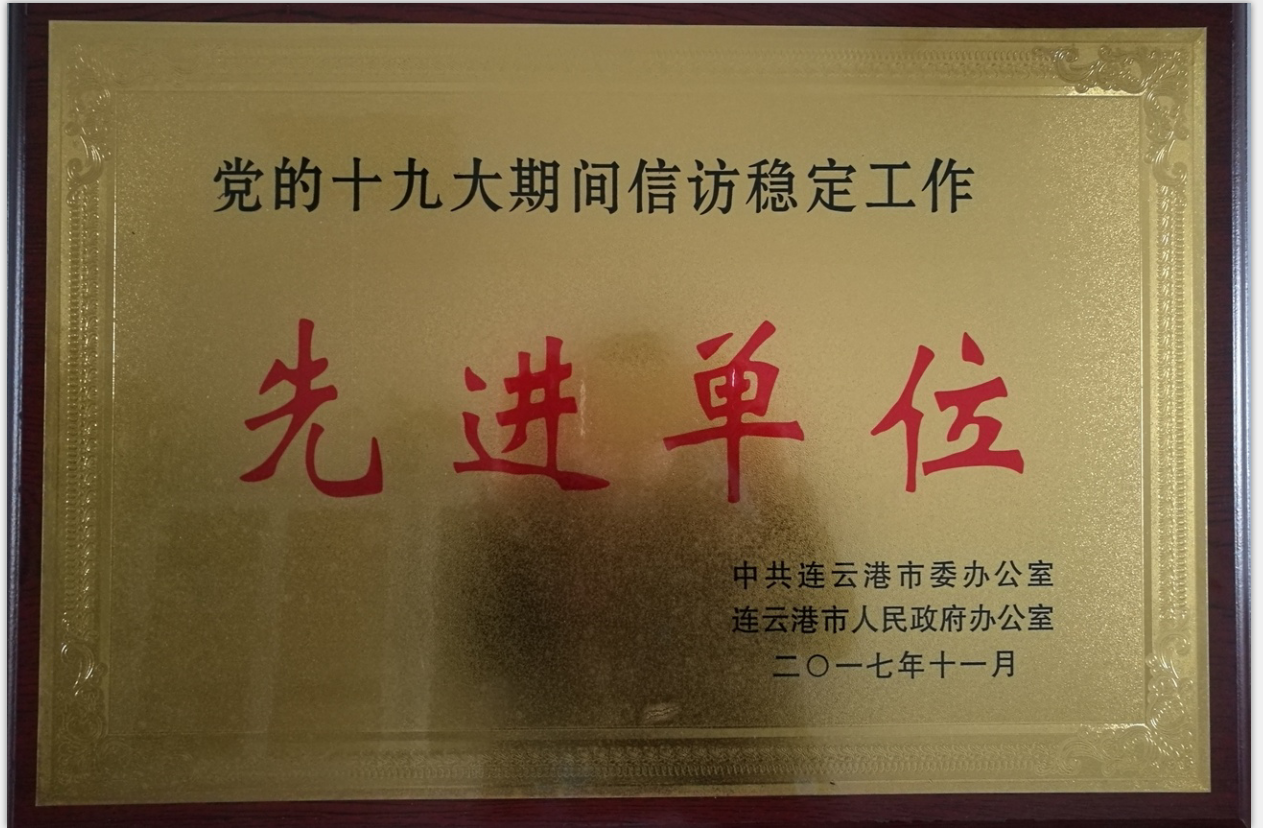 党的十九大期间信访稳定工作
先进单位
中共连云港市委办公室
连云港市人民政府办公室
二〇一七年十一月